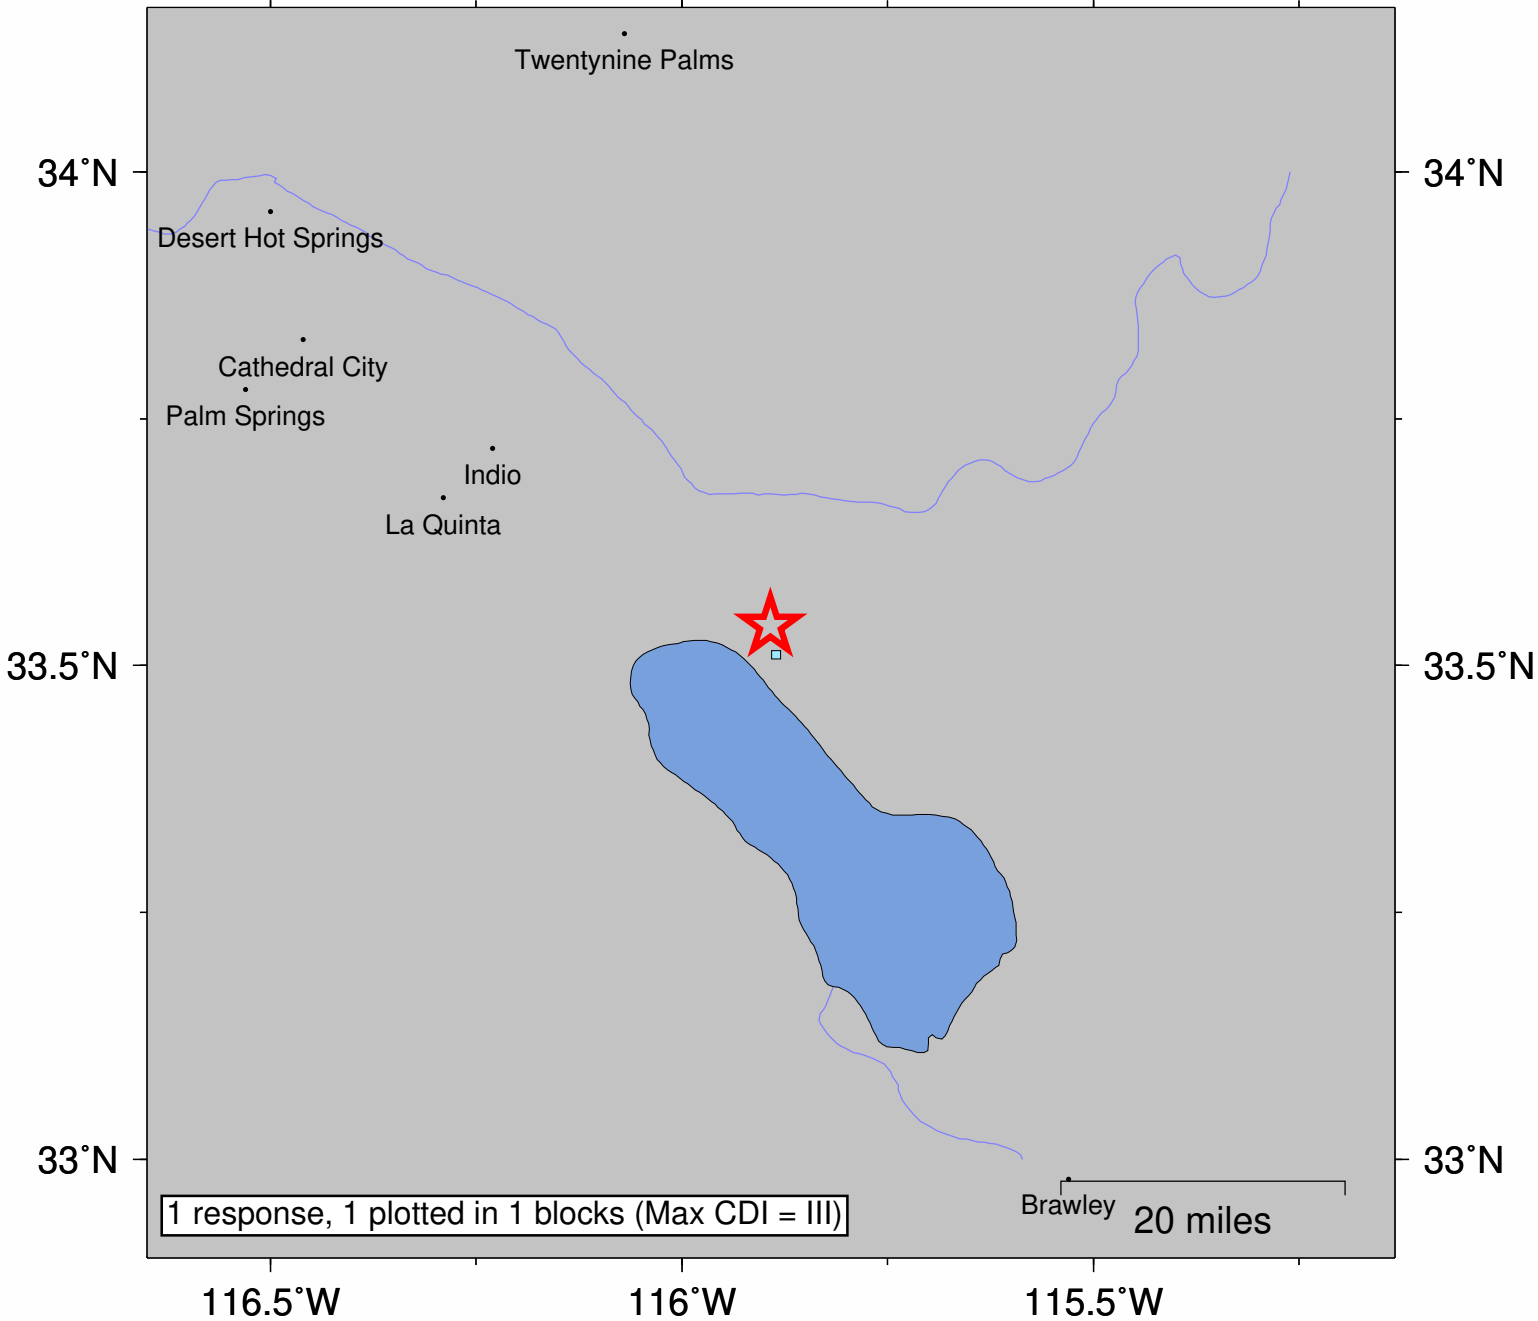 Twentynine Palms
34°N
34°N
Desert Hot Springs
Cathedral City
Palm Springs
Indio
La Quinta
33.5°N
33.5°N
33°N
33°N
1 response, 1 plotted in 1 blocks (Max CDI = III)
Brawley
20 miles
116.5°W
116°W
115.5°W